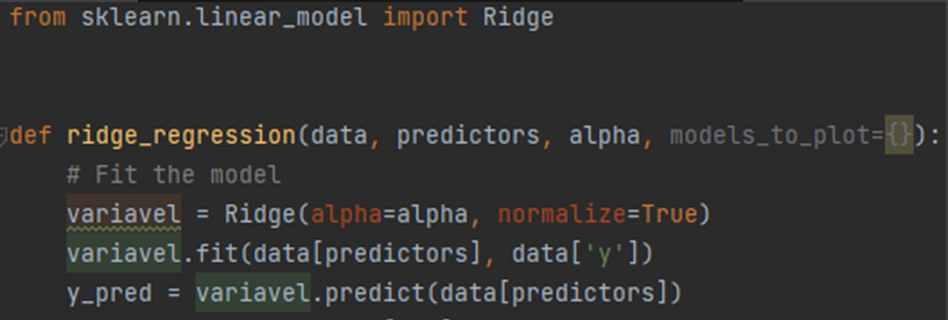 from sklearn.linear_model import Ridge
def ridge_regression(data, predictors, alpha, models_to_plot={}):
# Fit the model
variavel = Ridge(alpha=alpha, normalize=True)
variavel.fit(data[predictors], data['y'])
y_pred = variavel.predict(data[predictors])